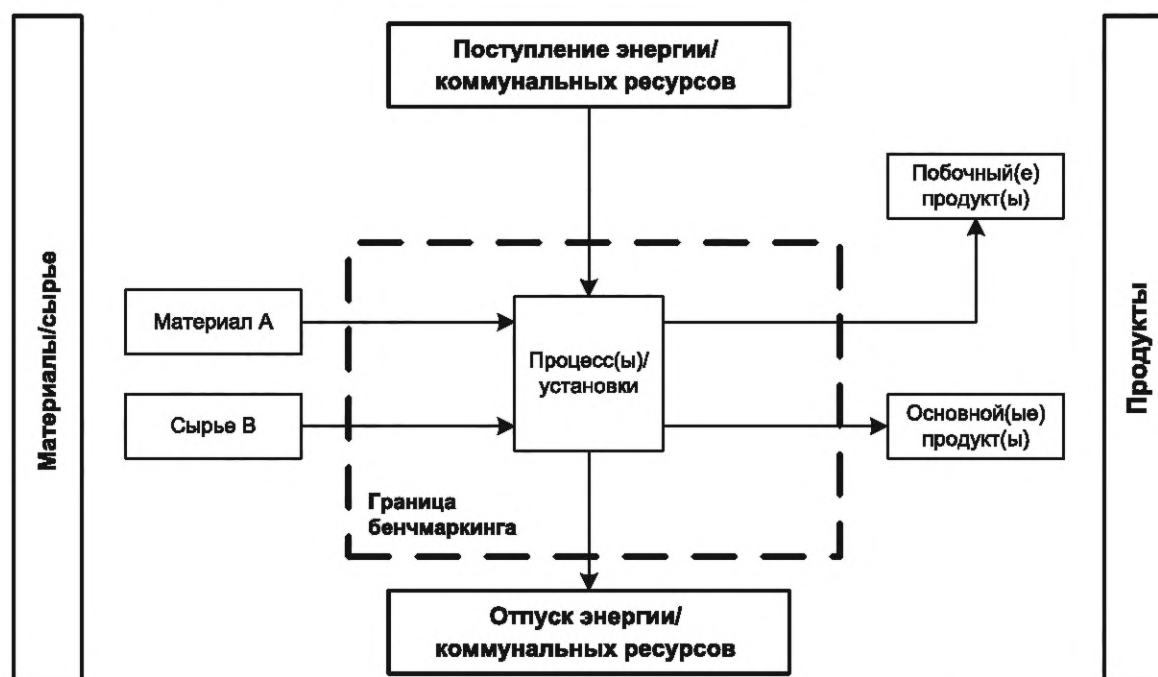 Материалы/сырье
Поступление энергии/
коммунальных ресурсов
Побочный(е)
продукт(ы)
Материал А
Процесс(ы)/
установки
Сырье В
Основной(ые)
продукт(ы)
Граница
бенчмаркинга
Отпуск энергии/
коммунальных ресурсов
Продукты